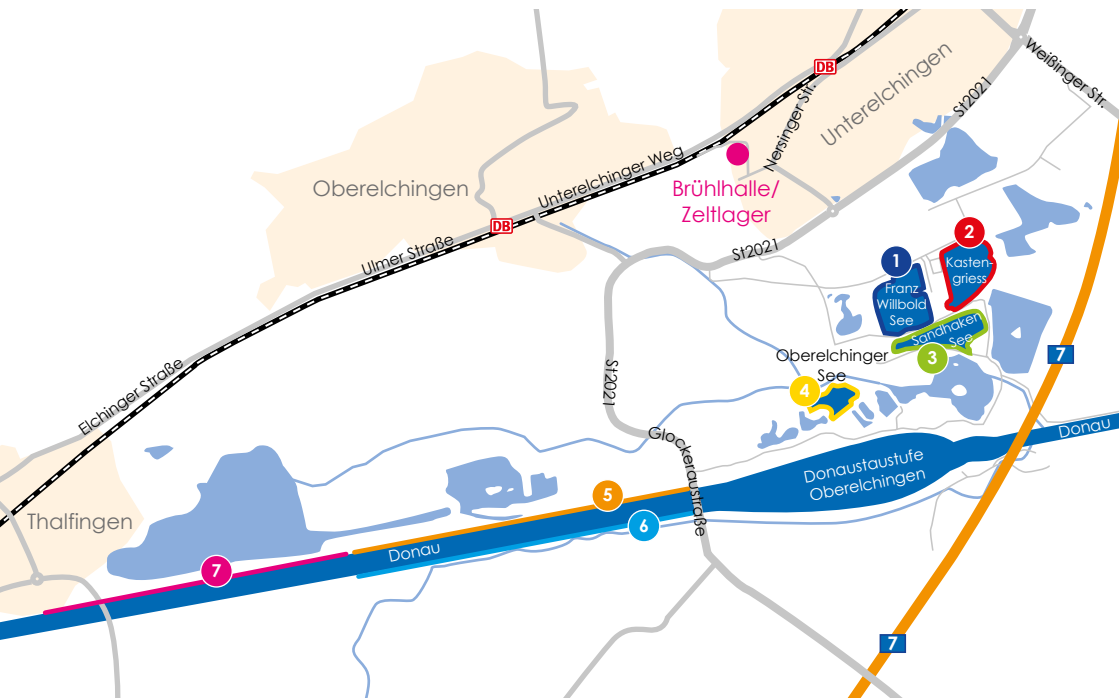 DB
Weißinger Str.
Unterelchingen
Nersinger Str.
St2021
Unterelchinger Weg
Oberelchingen
Brühlhalle/
Zeltlager
DB
Ulmer Straße
St2021
2
1
Kasten-
griess
Franz
Willbold
See
Sandhaken
See
3
7
Oberelchinger
See
4
St2021
Elchinger Straße
Glockeraustraße
Donau
Donaustaustufe
Oberelchingen
5
6
Thalfingen
Donau
7
7